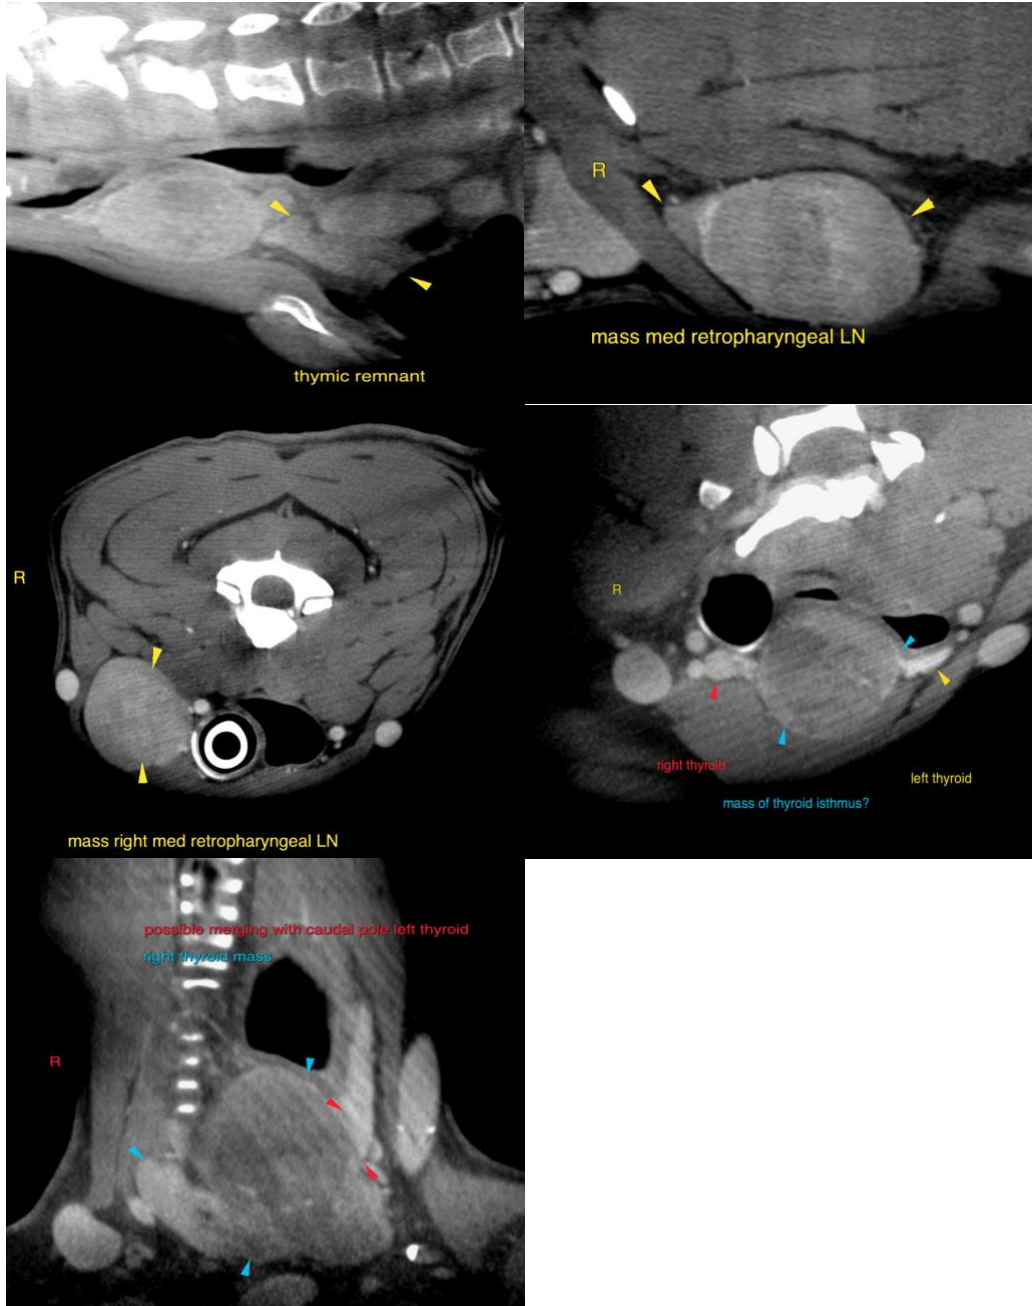 R
thymic remnant
mass med retropharyngeal LN
R
mass right med retropharyngeal LN
R
right thyroid
left thyroid
mass of thyroid isthmus?
possible merging with caudal pole left thyroid
right thyroid mass
R